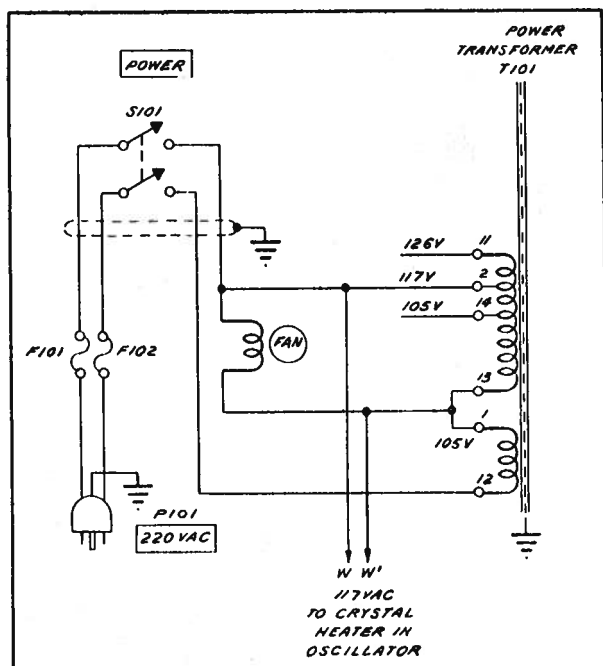 POWER
TRANSFORMER
T101
POWER
S101
126V 11
117V 2
105V 14
F101
F102
FAN
13
1
105V
12
P101
220 VAC
W W'
117VAC
TO CRYSTAL
HEATER IN
OSCILLATOR